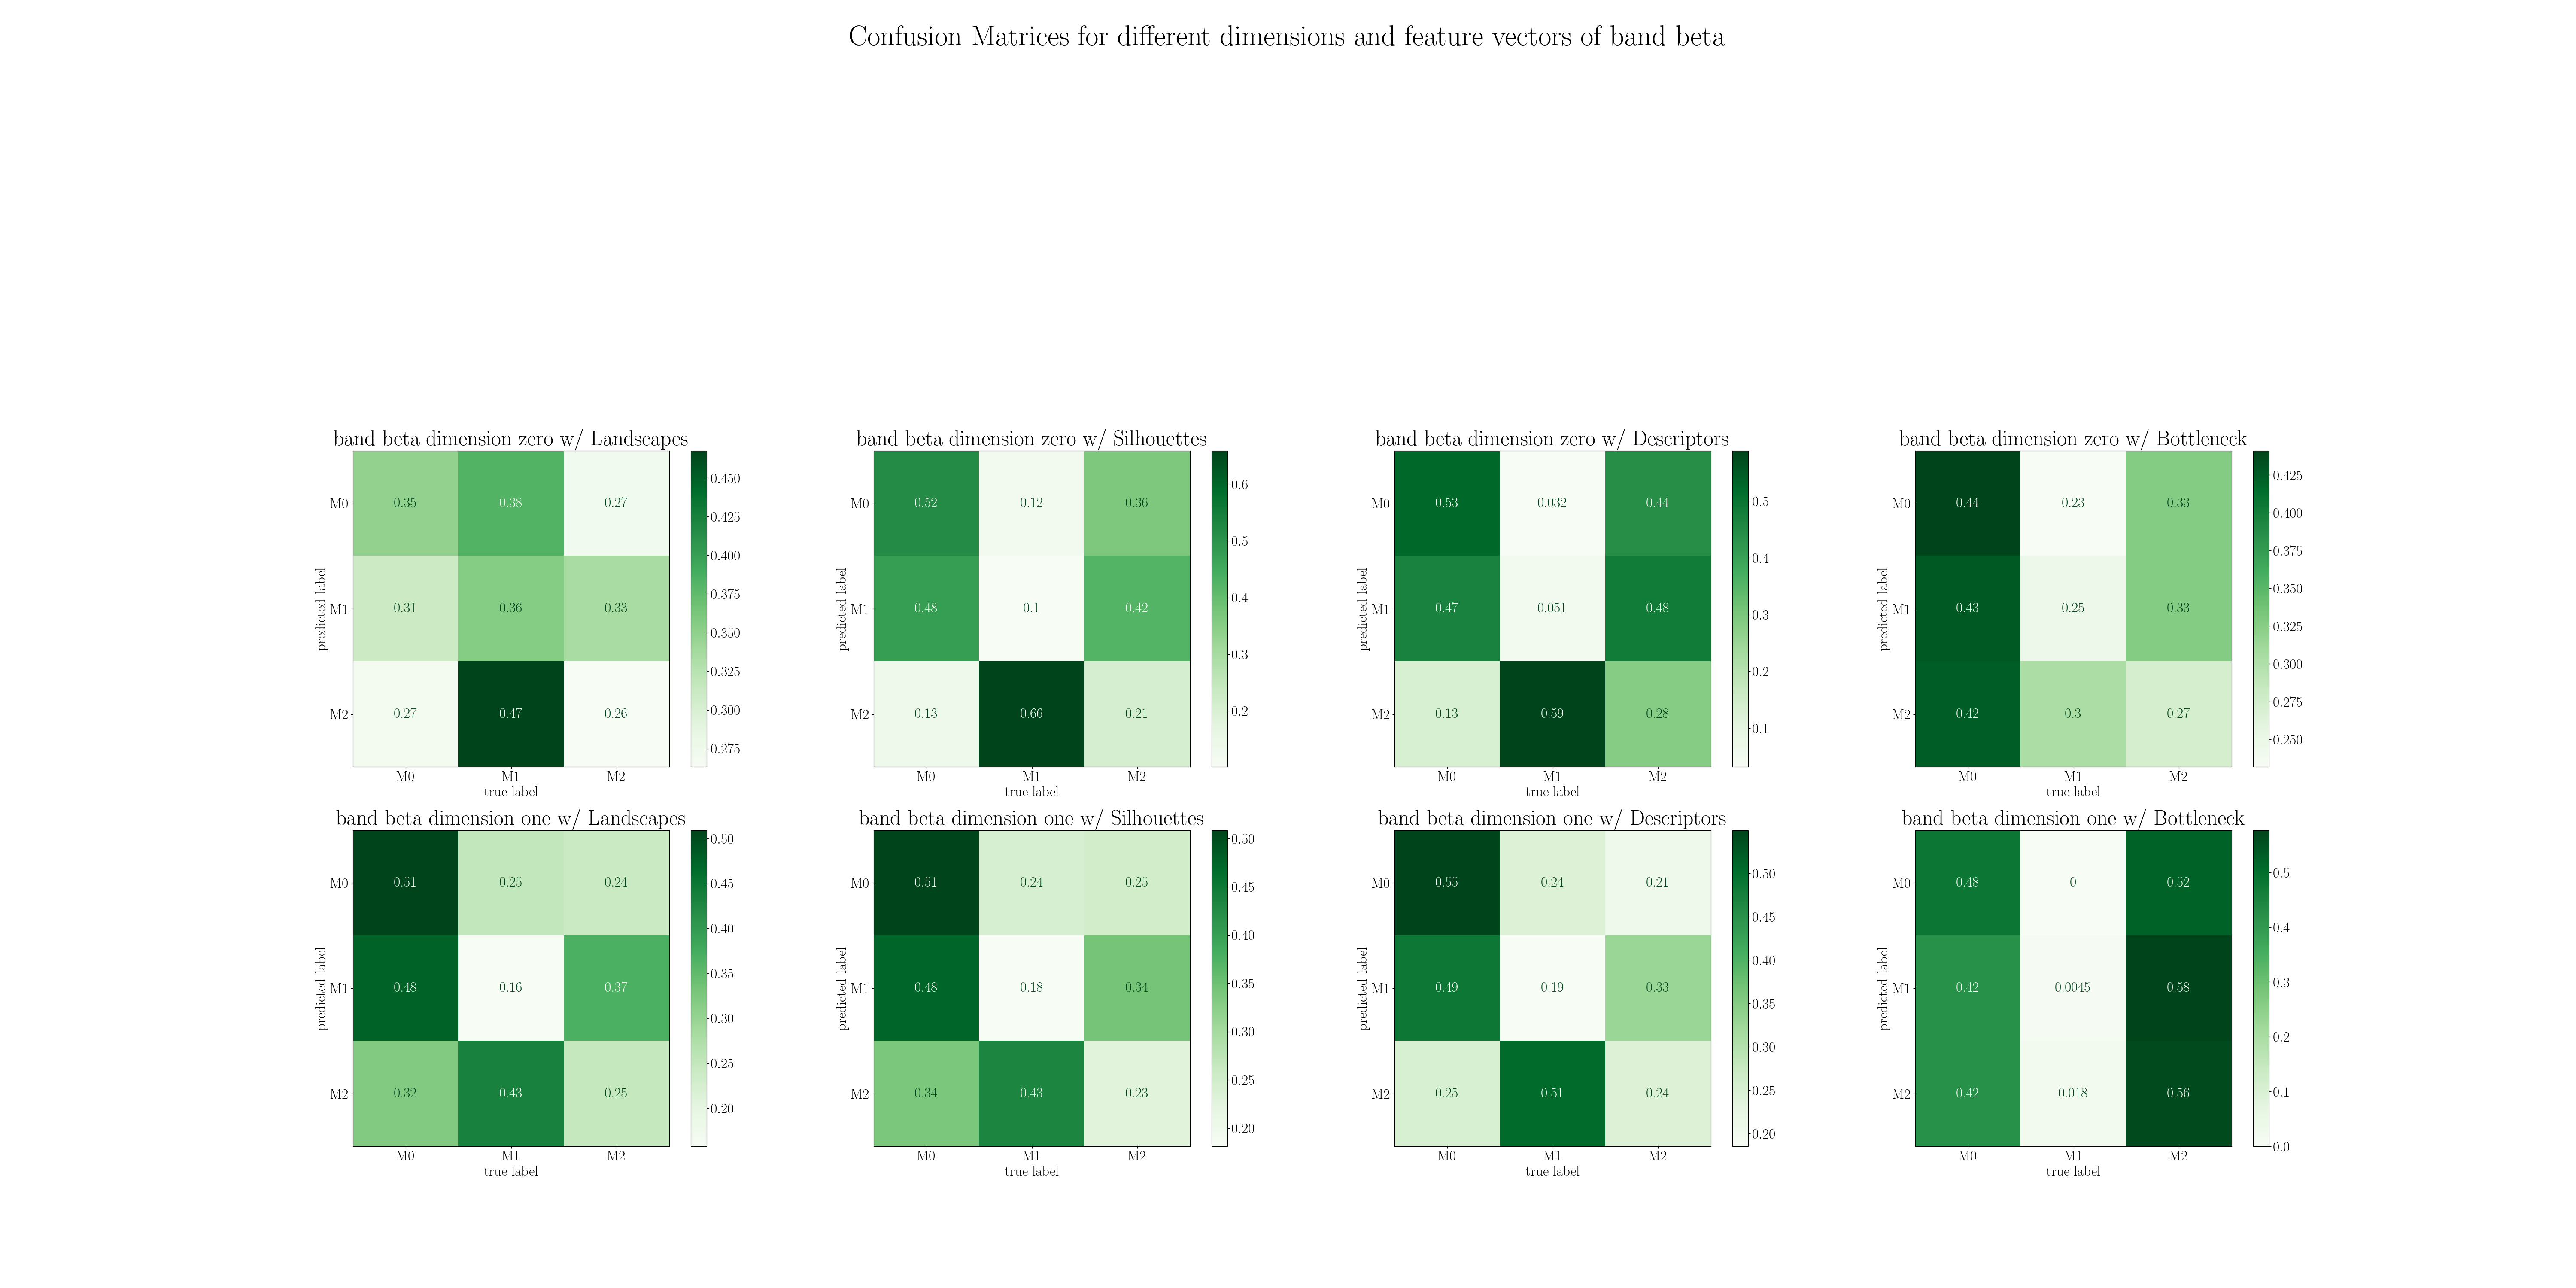 Confusion Matrices for different dimensions and feature vectors of band beta
band beta dimension zero w/ Landscapes
M0 0.35 0.38 0.27
M1 0.31 0.36 0.33
M2 0.27 0.47 0.26
M0 M1 M2
true label
predicted label
0.450
0.425
0.400
0.375
0.350
0.325
0.300
0.275
band beta dimension zero w/ Silhouettes
M0 0.52 0.12 0.36
M1 0.48 0.1 0.42
M2 0.13 0.66 0.21
M0 M1 M2
true label
predicted label
0.6
0.5
0.4
0.3
0.2
band beta dimension zero w/ Descriptors
M0 0.53 0.032 0.44
M1 0.47 0.051 0.48
M2 0.13 0.59 0.28
M0 M1 M2
true label
predicted label
0.5
0.4
0.3
0.2
0.1
band beta dimension zero w/ Bottleneck
M0 0.44 0.23 0.33
M1 0.43 0.25 0.33
M2 0.42 0.3 0.27
M0 M1 M2
true label
predicted label
0.425
0.400
0.375
0.350
0.325
0.300
0.275
0.250
band beta dimension one w/ Landscapes
M0 0.51 0.25 0.24
M1 0.48 0.16 0.37
M2 0.32 0.43 0.25
M0 M1 M2
true label
predicted label
0.50
0.45
0.40
0.35
0.30
0.25
0.20
band beta dimension one w/ Silhouettes
M0 0.51 0.24 0.25
M1 0.48 0.18 0.34
M2 0.34 0.43 0.23
M0 M1 M2
true label
predicted label
0.50
0.45
0.40
0.35
0.30
0.25
0.20
band beta dimension one w/ Descriptors
M0 0.55 0.24 0.21
M1 0.49 0.19 0.33
M2 0.25 0.51 0.24
M0 M1 M2
true label
predicted label
0.50
0.45
0.40
0.35
0.30
0.25
0.20
band beta dimension one w/ Bottleneck
M0 0.48 0 0.52
M1 0.42 0.0045 0.58
M2 0.42 0.018 0.56
M0 M1 M2
true label
predicted label
0.5
0.4
0.3
0.2
0.1
0.0